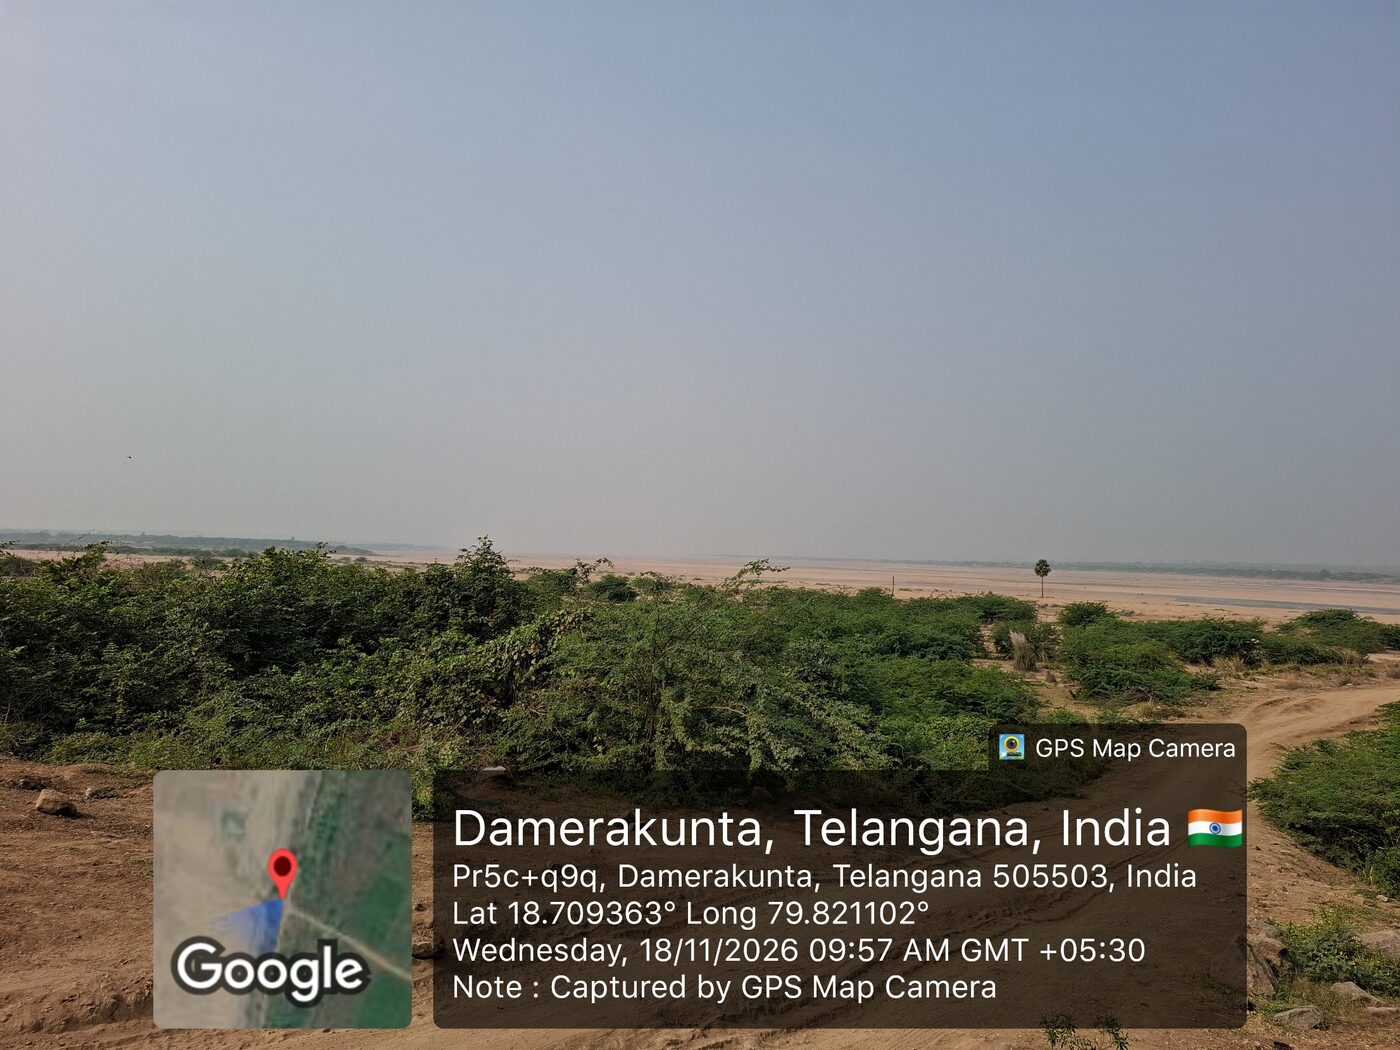 GPS Map Camera
Damerakunta, Telangana, India 🇮🇳
Pr5c+q9q, Damerakunta, Telangana 505503, India
Lat 18.709363° Long 79.821102°
Wednesday, 18/11/2026 09:57 AM GMT +05:30
Note : Captured by GPS Map Camera
Google